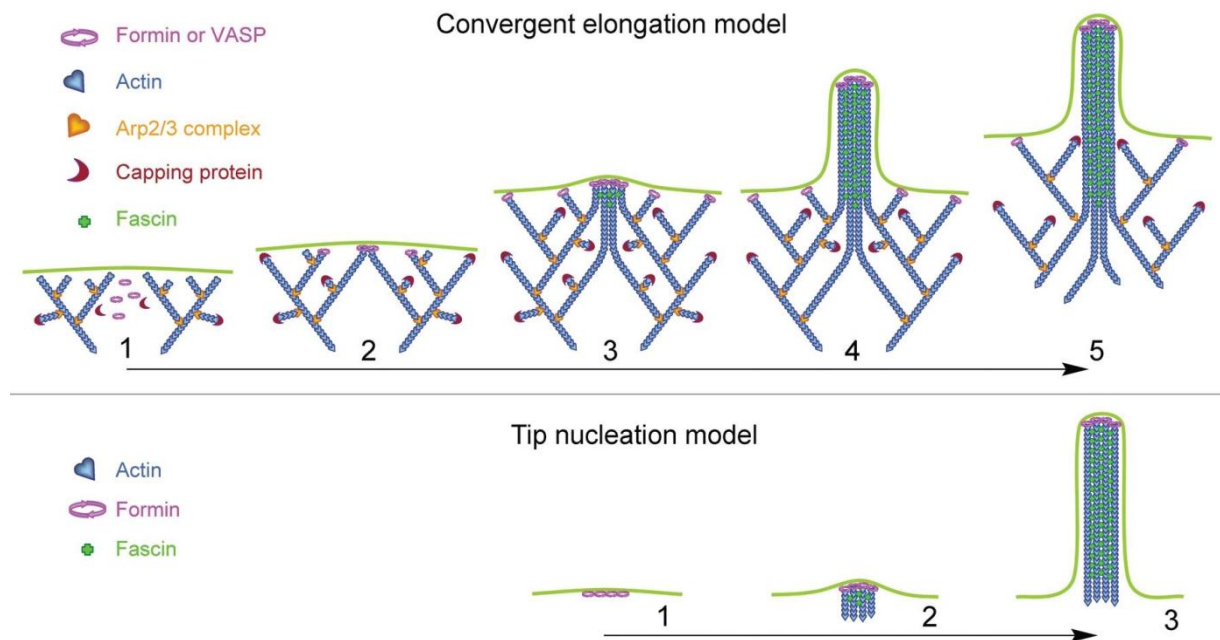 Convergent elongation model
Formin or VASP
Actin
Arp2/3 complex
Capping protein
Fascin
1
2
3
4
5
Tip nucleation model
Actin
Formin
Fascin
1
2
3